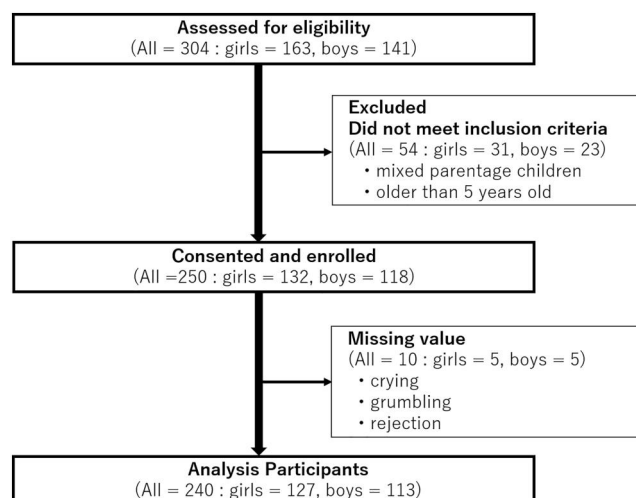 Assessed for eligibility
(All = 304 : girls = 163, boys = 141)
Excluded
Did not meet inclusion criteria
(All = 54 : girls = 31, boys = 23)
・mixed parentage children
・older than 5 years old
Consented and enrolled
(All =250 : girls = 132, boys = 118)
Missing value
(All = 10 : girls = 5, boys = 5)
・crying
・grumbling
・rejection
Analysis Participants
(All = 240 : girls = 127, boys = 113)